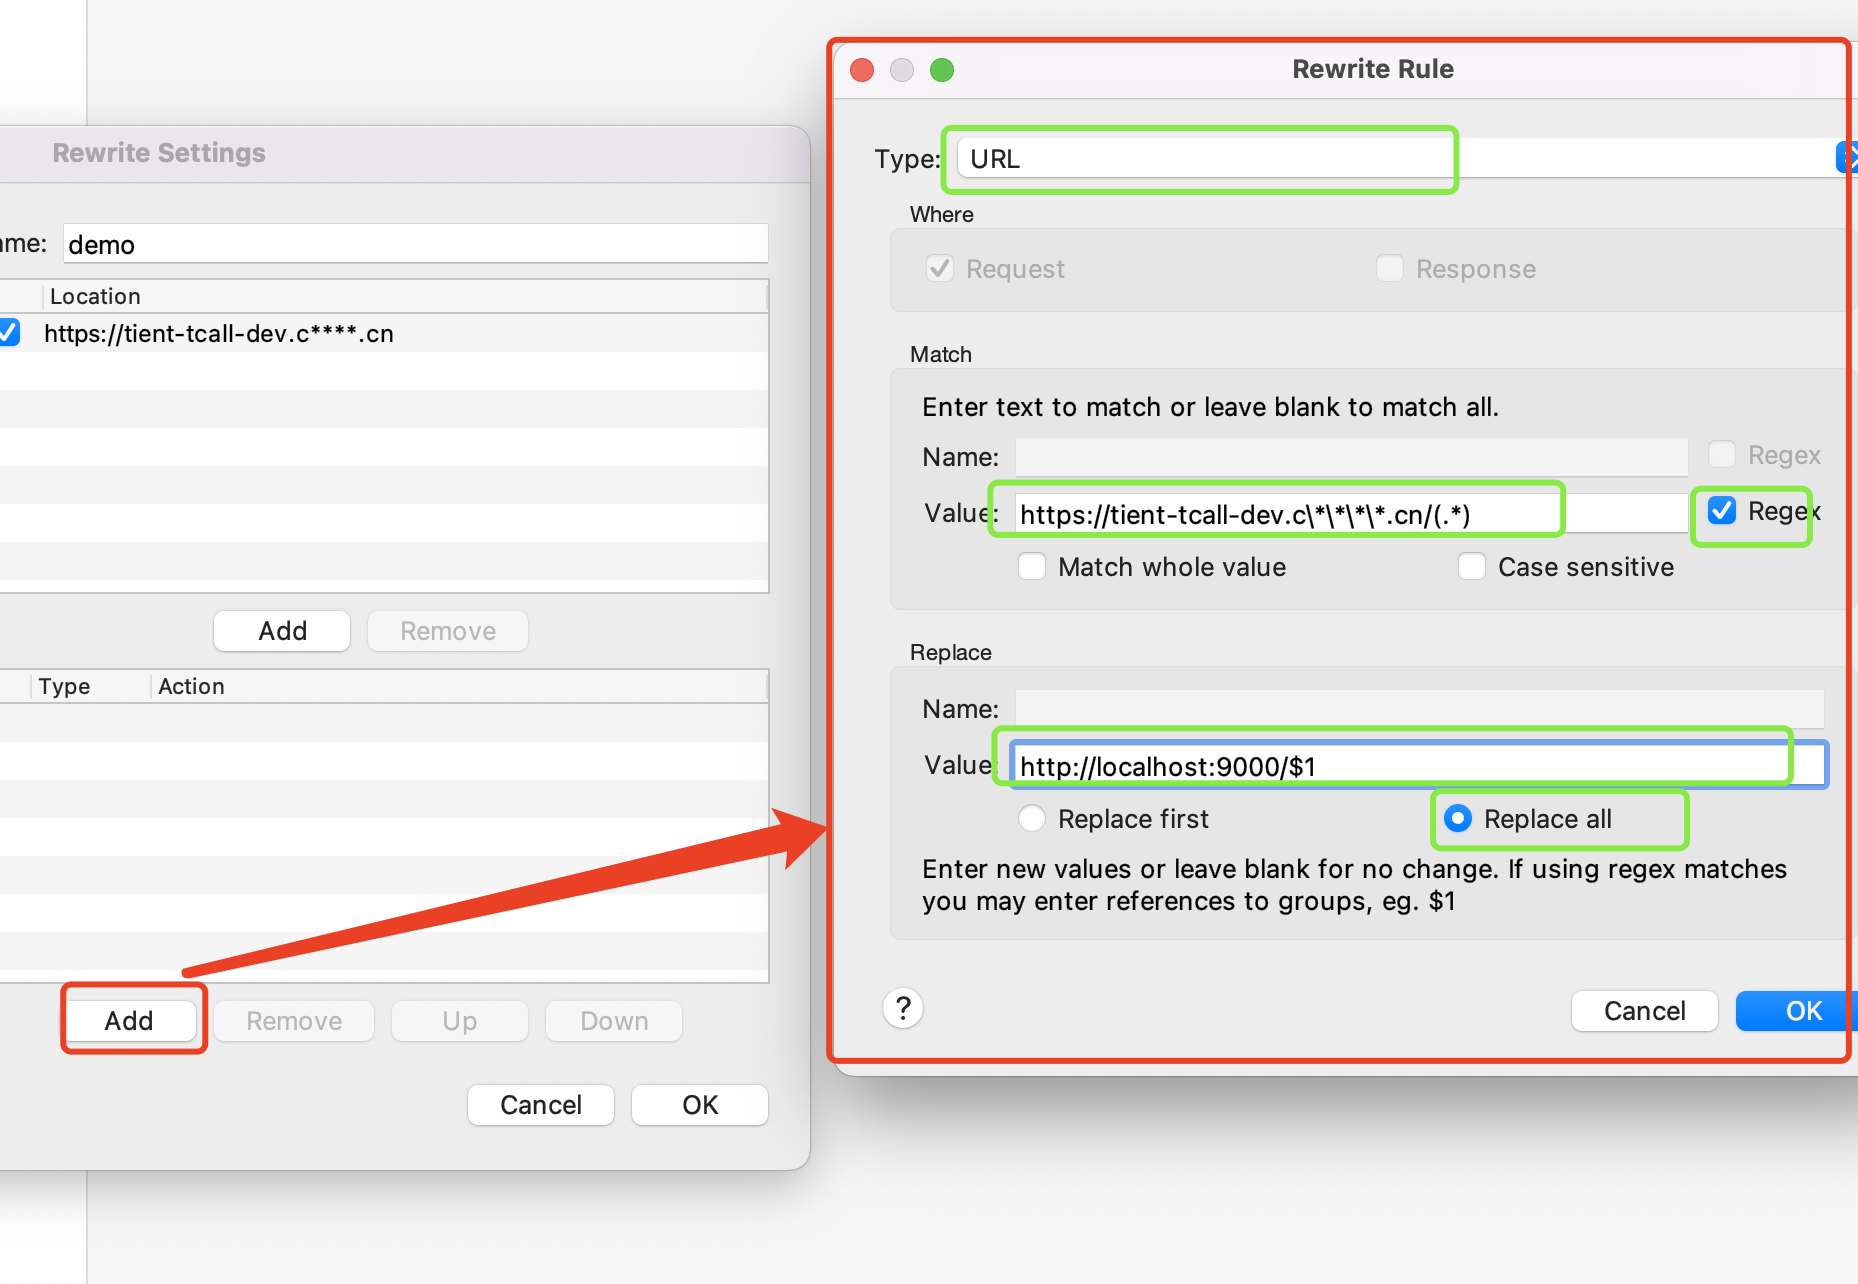 Rewrite Settings
ame:
demo
Location
https://tient-tcall-dev.c****.cn
Add
Remove
Type
Action
Add
Remove
Up
Down
Cancel
OK
Rewrite Rule
Type:
URL
Where
Request
Response
Match
Enter text to match or leave blank to match all.
Name:
Regex
Value:
https://tient-tcall-dev.c\*\*\*\*.cn/(.*)
Regex
Match whole value
Case sensitive
Replace
Name:
Value:
http://localhost:9000/$1
Replace first
Replace all
Enter new values or leave blank for no change. If using regex matches
you may enter references to groups, eg. $1
?
Cancel
OK